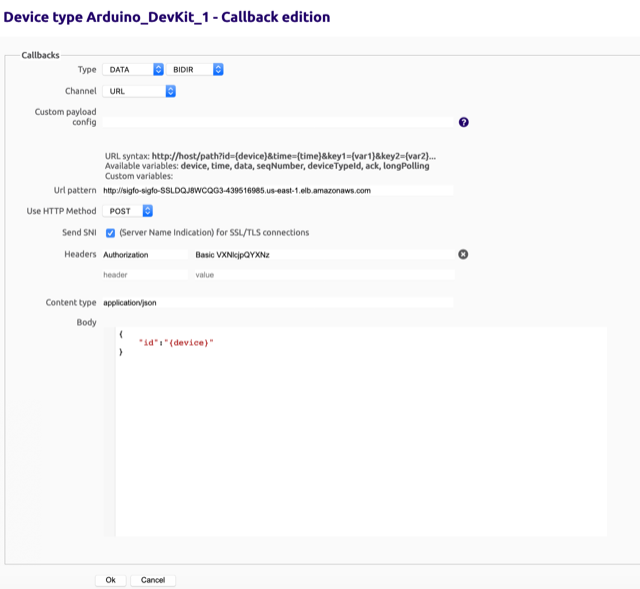 Device type Arduino_DevKit_1 - Callback edition
Callbacks
Type DATA BIDIR
Channel URL
Custom payload
config ?
URL syntax: http://host/path?id={device}&time={time}&key1={var1}&key2={var2}...
Available variables: device, time, data, seqNumber, deviceTypeId, ack, longPolling
Custom variables:
Url pattern http://sigfo-sigfo-SSLDQJ8WCQG3-439516985.us-east-1.elb.amazonaws.com
Use HTTP Method POST
Send SNI (Server Name Indication) for SSL/TLS connections
Headers Authorization Basic VXNlcjpQYXNz
header value
Content type application/json
Body
{
"id":"{device}"
}
Ok Cancel